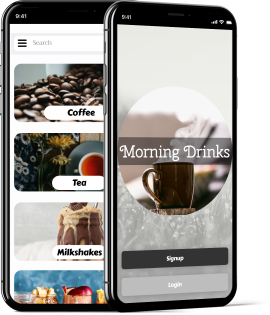 9:41
Search
Coffee
Tea
Milkshakes
9:41
Morning Drinks
Signup
Login